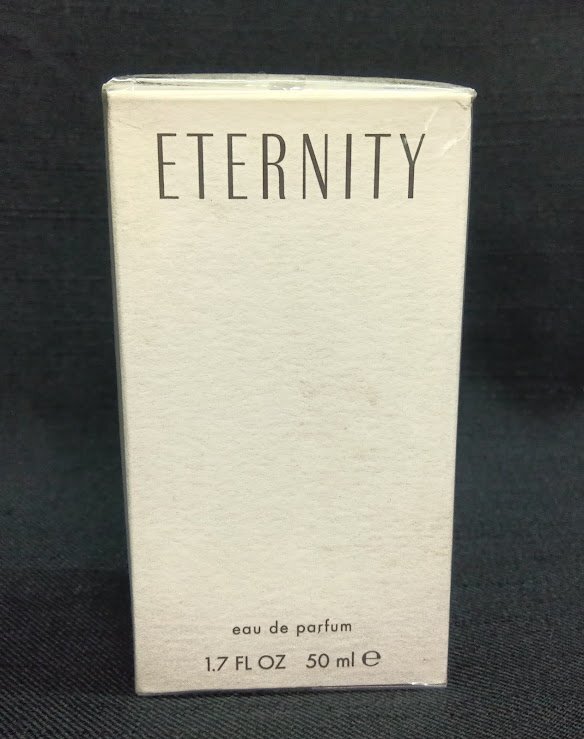 ETERNITY
eau de parfum
1.7 FL OZ 50 ml ℮